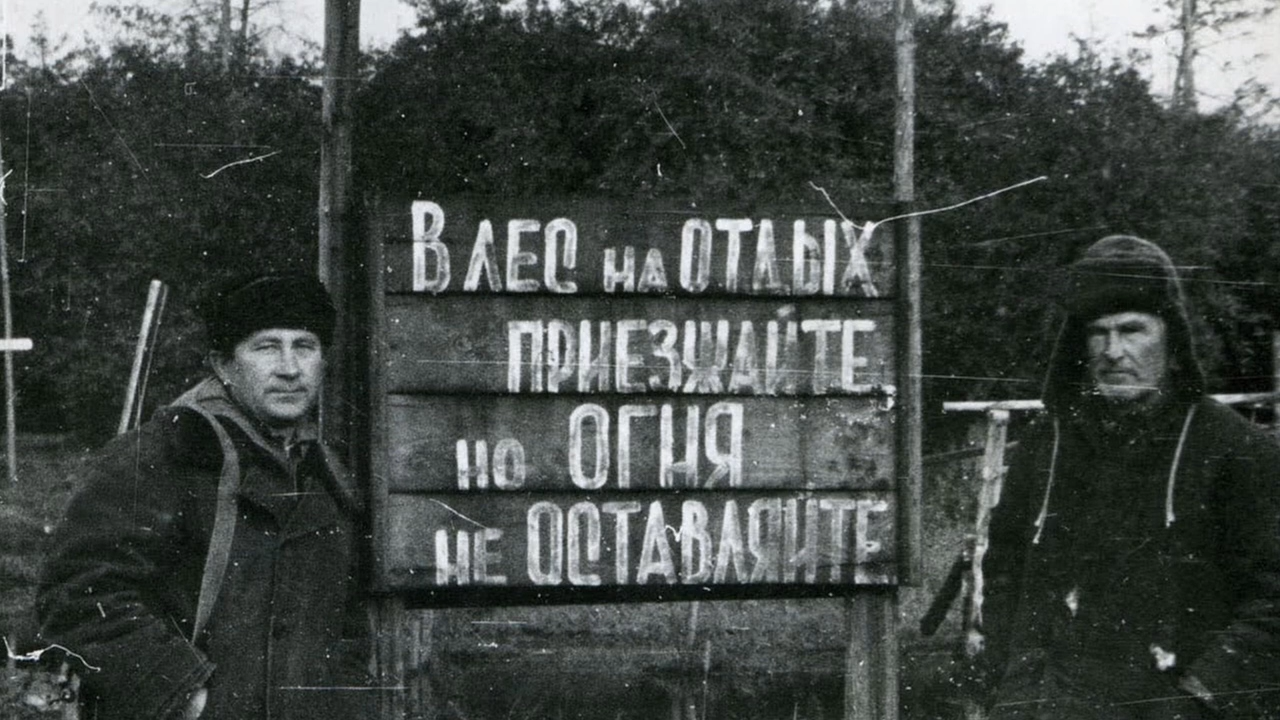 В ЛЕС НА ОТДЫХ
ПРИЕЗЖАЙТЕ,
НО ОГНЯ
НЕ ОСТАВЛЯЙТЕ